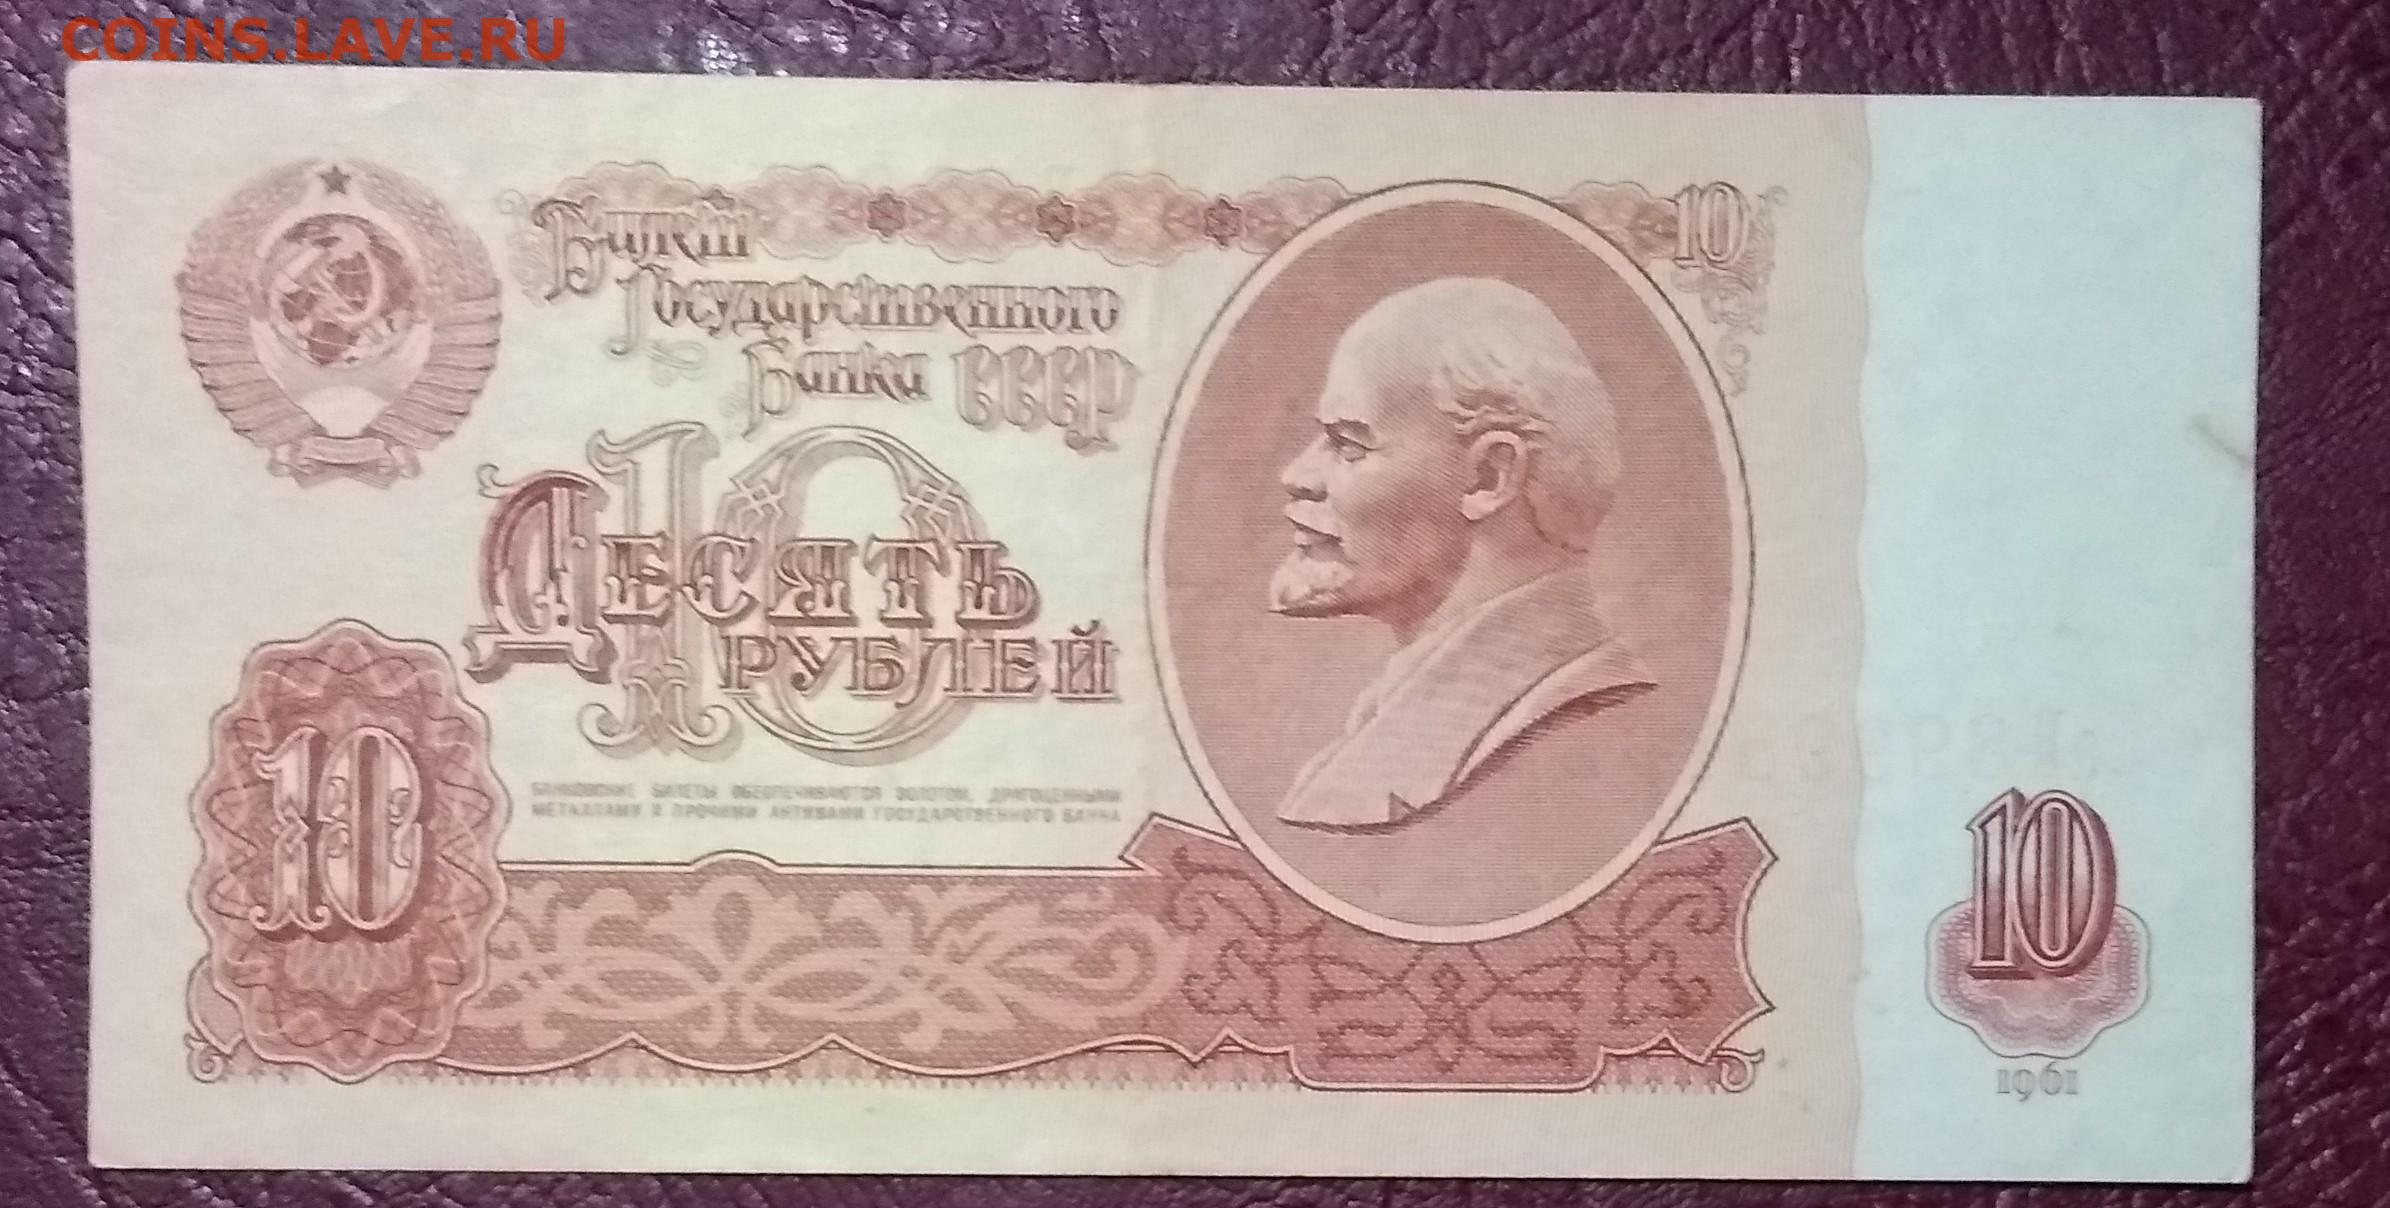 COINS.LAVE.RU
Билет
10
Государственного
Банка СССР
10
Десять
рублей
БАНКОВСКИЕ БИЛЕТЫ ОБЕСПЕЧИВАЮТСЯ ЗОЛОТОМ, ДРАГОЦЕННЫМИ
МЕТАЛЛАМИ И ПРОЧИМИ АКТИВАМИ ГОСУДАРСТВЕННОГО БАНКА
10
10
1961